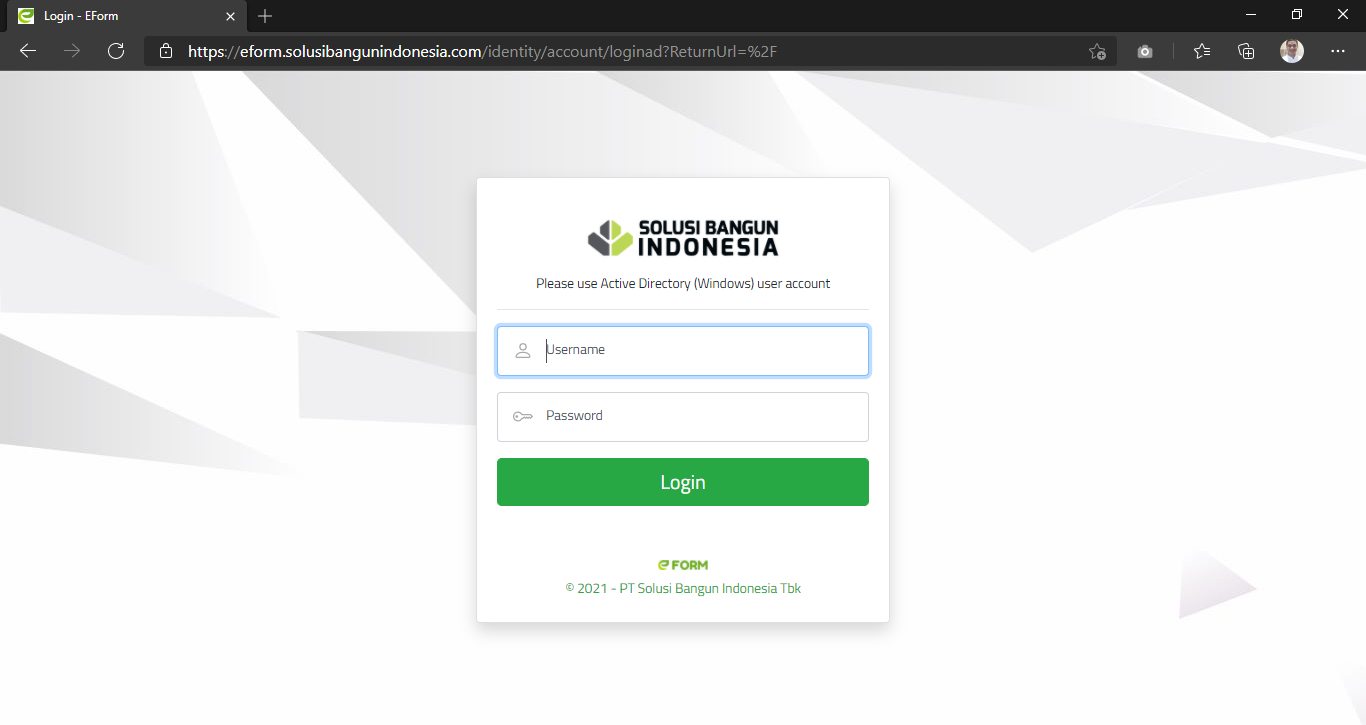 Login - EForm
https://eform.solusibangunindonesia.com/identity/account/loginad?ReturnUrl=%2F
SOLUSI BANGUN
INDONESIA
Please use Active Directory (Windows) user account
Username
Password
Login
e FORM
© 2021 - PT Solusi Bangun Indonesia Tbk